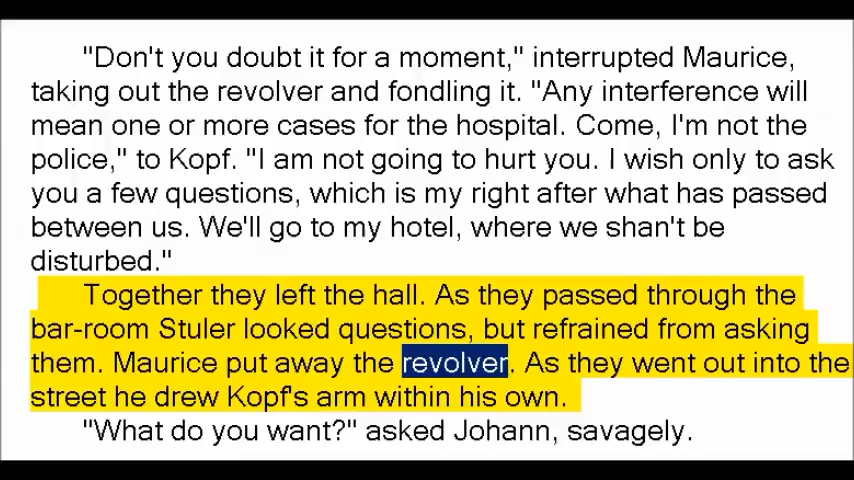 "Don't you doubt it for a moment," interrupted Maurice,
taking out the revolver and fondling it. "Any interference will
mean one or more cases for the hospital. Come, I'm not the
police," to Kopf. "I am not going to hurt you. I wish only to ask
you a few questions, which is my right after what has passed
between us. We'll go to my hotel, where we shan't be
disturbed."
Together they left the hall. As they passed through the
bar-room Stuler looked questions, but refrained from asking
them. Maurice put away the revolver. As they went out into the
street he drew Kopf's arm within his own.
"What do you want?" asked Johann, savagely.